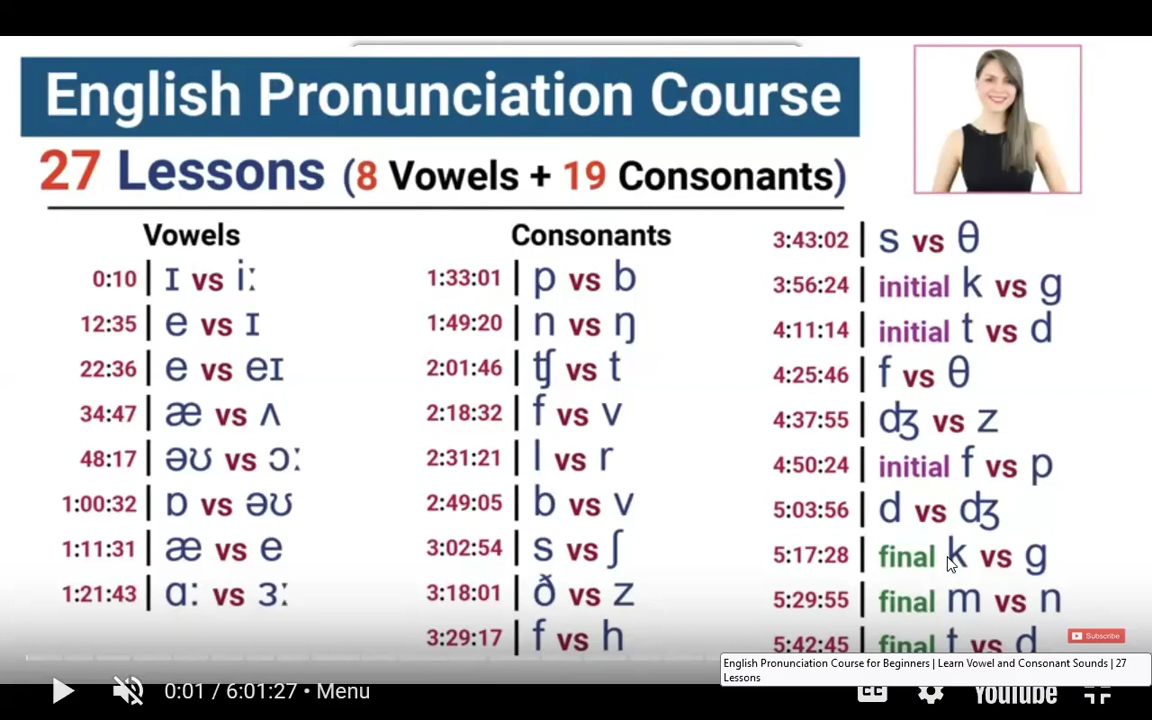 English Pronunciation Course
27 Lessons (8 Vowels + 19 Consonants)
Vowels
0:10 | ɪ vs iː
12:35 | e vs ɪ
22:36 | e vs eɪ
34:47 | æ vs ʌ
48:17 | əʊ vs ɔː
1:00:32 | ɒ vs əʊ
1:11:31 | æ vs e
1:21:43 | ɑː vs ɜː
Consonants
1:33:01 | p vs b
1:49:20 | n vs ŋ
2:01:46 | ʧ vs t
2:18:32 | f vs v
2:31:21 | l vs r
2:49:05 | b vs v
3:02:54 | s vs ʃ
3:18:01 | ð vs z
3:29:17 | f vs h
3:43:02 | s vs θ
3:56:24 | initial k vs g
4:11:14 | initial t vs d
4:25:46 | f vs θ
4:37:55 | ʤ vs z
4:50:24 | initial f vs p
5:03:56 | d vs ʤ
5:17:28 | final k vs g
5:29:55 | final m vs n
5:42:45 | final t vs d
Subscribe
English Pronunciation Course for Beginners | Learn Vowel and Consonant Sounds | 27
Lessons
0:01 / 6:01:27 • Menu
CC
YouTube